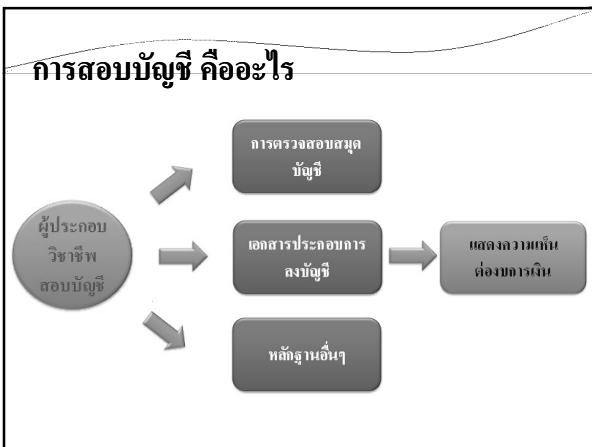 การสอบบัญชี คืออะไร
การตรวจสอบสมุด
บัญชี
ผู้ประกอบ
วิชาชีพ
สอบบัญชี
เอกสารประกอบการ
ลงบัญชี
แสดงความเห็น
ต่องบการเงิน
หลักฐานอื่นๆ